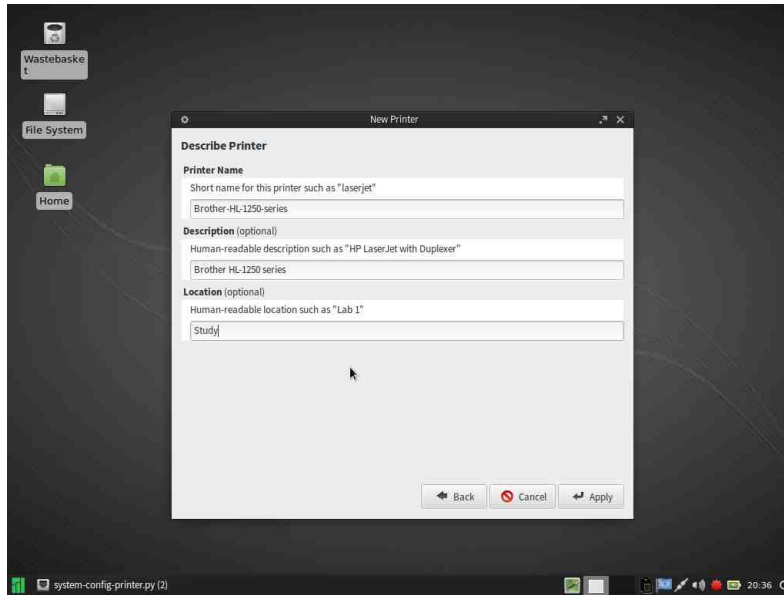 Wastebaske
t
File System
Home
New Printer
Describe Printer
Printer Name
Short name for this printer such as "laserjet"
Brother-HL-1250-series
Description (optional)
Human-readable description such as "HP LaserJet with Duplexer"
Brother HL-1250 series
Location (optional)
Human-readable location such as "Lab 1"
Study
Back Cancel Apply
system-config-printer.py (2) 20:36